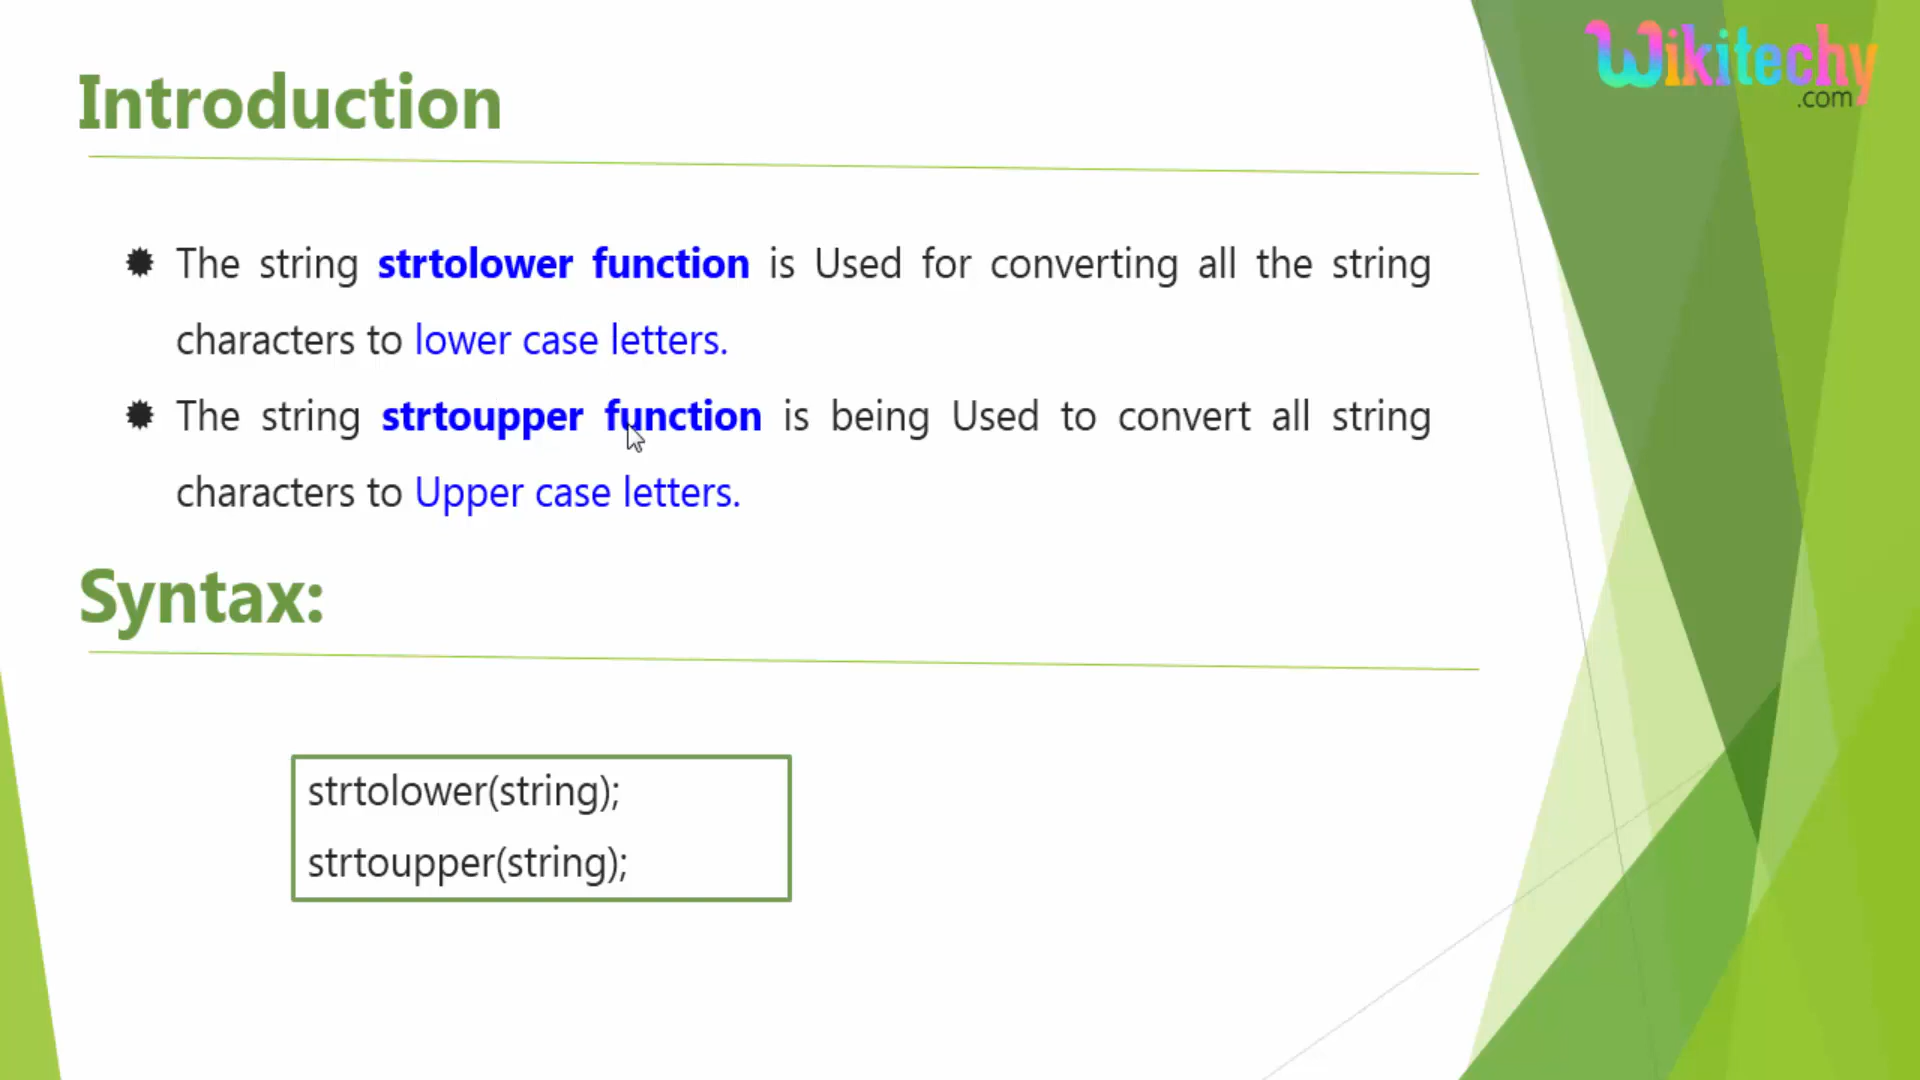 Wikitechy
.com
Introduction
The string strtolower function is Used for converting all the string
characters to lower case letters.
The string strtoupper function is being Used to convert all string
characters to Upper case letters.
Syntax:
strtolower(string);
strtoupper(string);